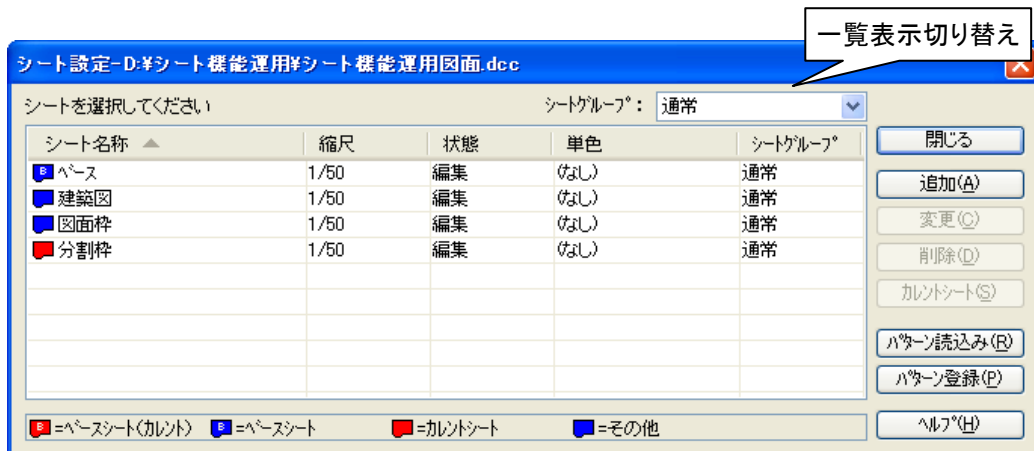 一覧表示切り替え
シート設定-D:¥シート機能運用¥シート機能運用図面.dcc
シートを選択してください
シートグループ： 通常
シート名称 縮尺 状態 単色 シートグループ
ベース 1/50 編集 (なし) 通常
建築図 1/50 編集 (なし) 通常
図面枠 1/50 編集 (なし) 通常
分割枠 1/50 編集 (なし) 通常
閉じる
追加(A)
変更(C)
削除(D)
カレントシート(S)
パターン読込み(R)
パターン登録(P)
ヘルプ(H)
B =ベースシート(カレント) B =ベースシート =カレントシート =その他